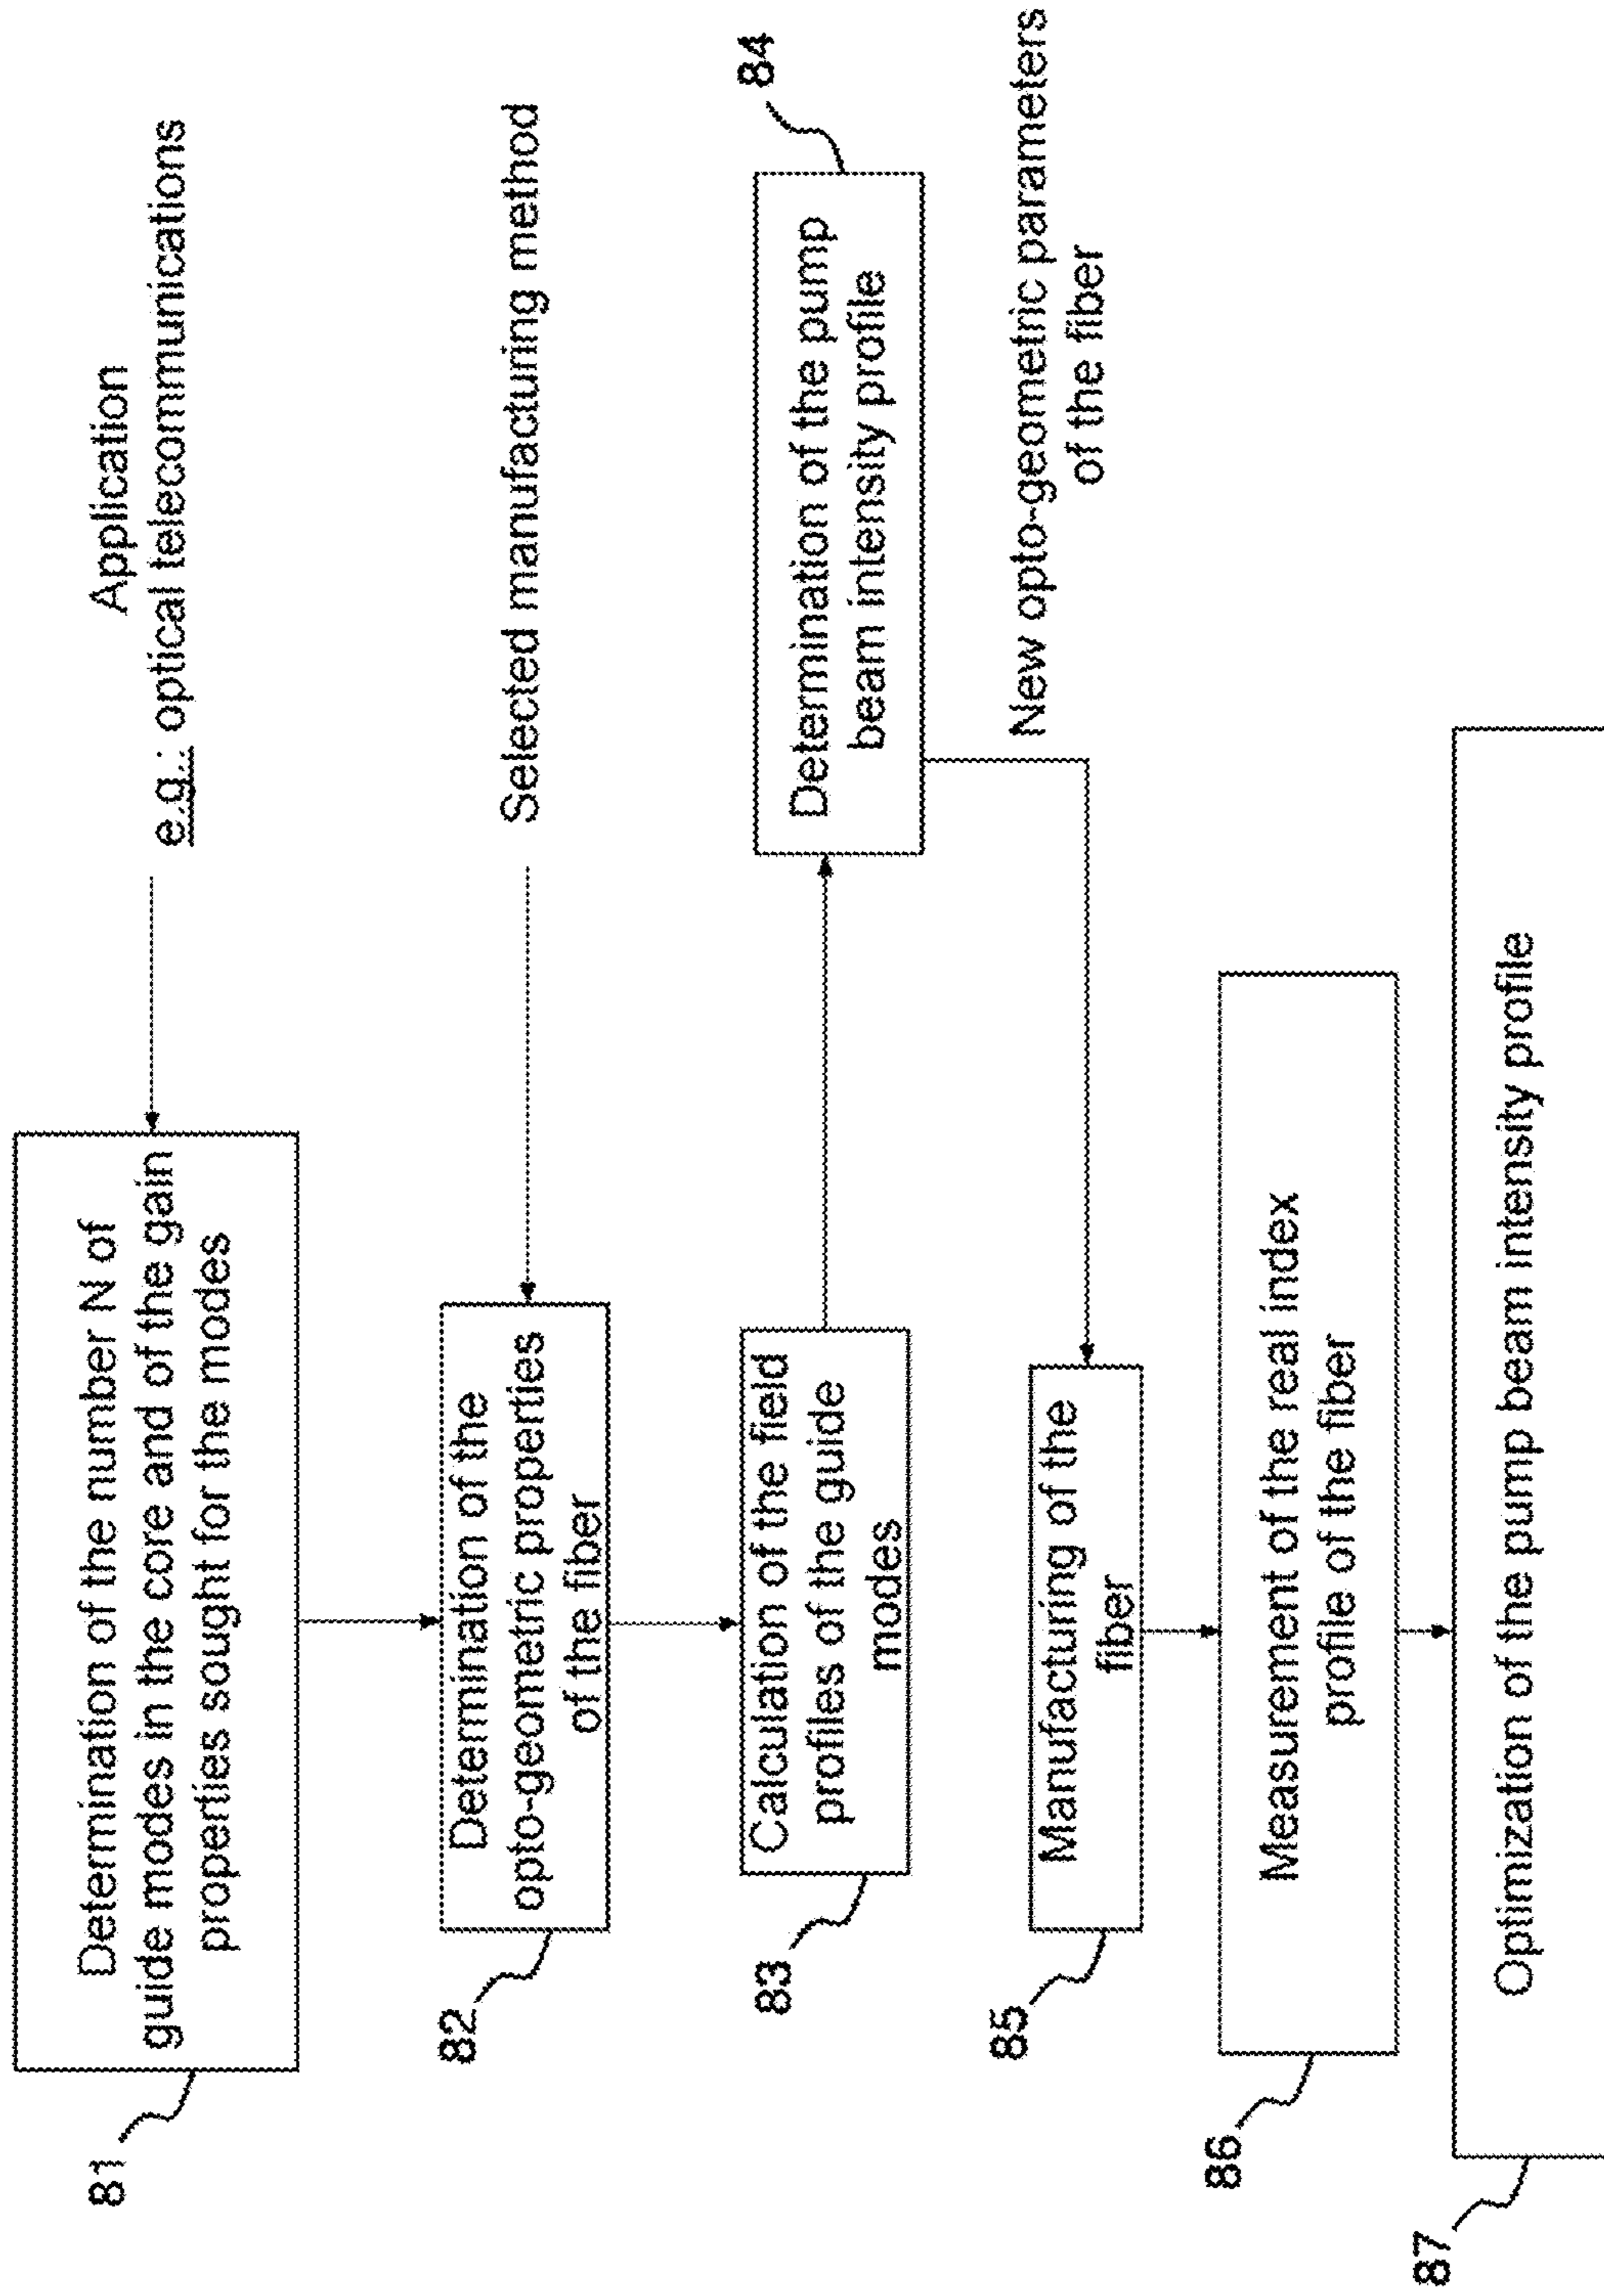 Application
e.g.: optical telecommunications
Determination of the number N of
guide modes in the core and of the gain
properties sought for the modes
81
Selected manufacturing method
Determination of the
opto-geometric properties
of the fiber
82
Calculation of the field
profiles of the guide
modes
83
Determination of the pump
beam intensity profile
84
New opto-geometric parameters
of the fiber
Manufacturing of the
fiber
85
Measurement of the real index
profile of the fiber
86
Optimization of the pump beam intensity profile
87